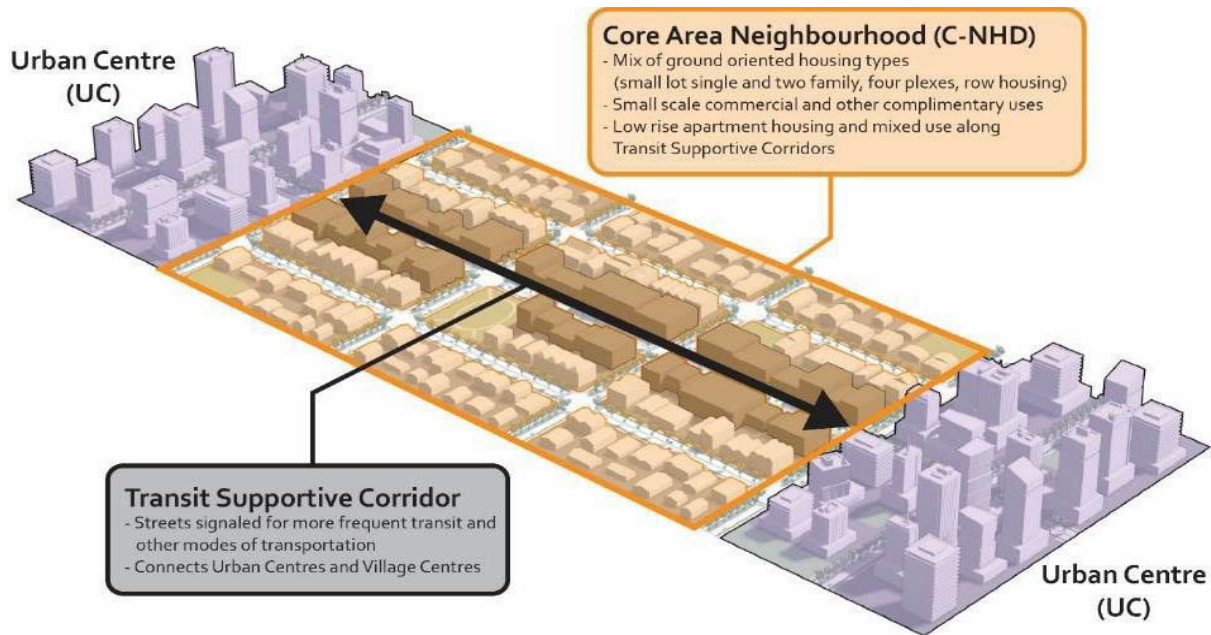 Urban Centre
(UC)
Core Area Neighbourhood (C-NHD)
- Mix of ground oriented housing types
(small lot single and two family, four plexes, row housing)
- Small scale commercial and other complimentary uses
- Low rise apartment housing and mixed use along
Transit Supportive Corridors
Transit Supportive Corridor
- Streets signaled for more frequent transit and
other modes of transportation
- Connects Urban Centres and Village Centres
Urban Centre
(UC)